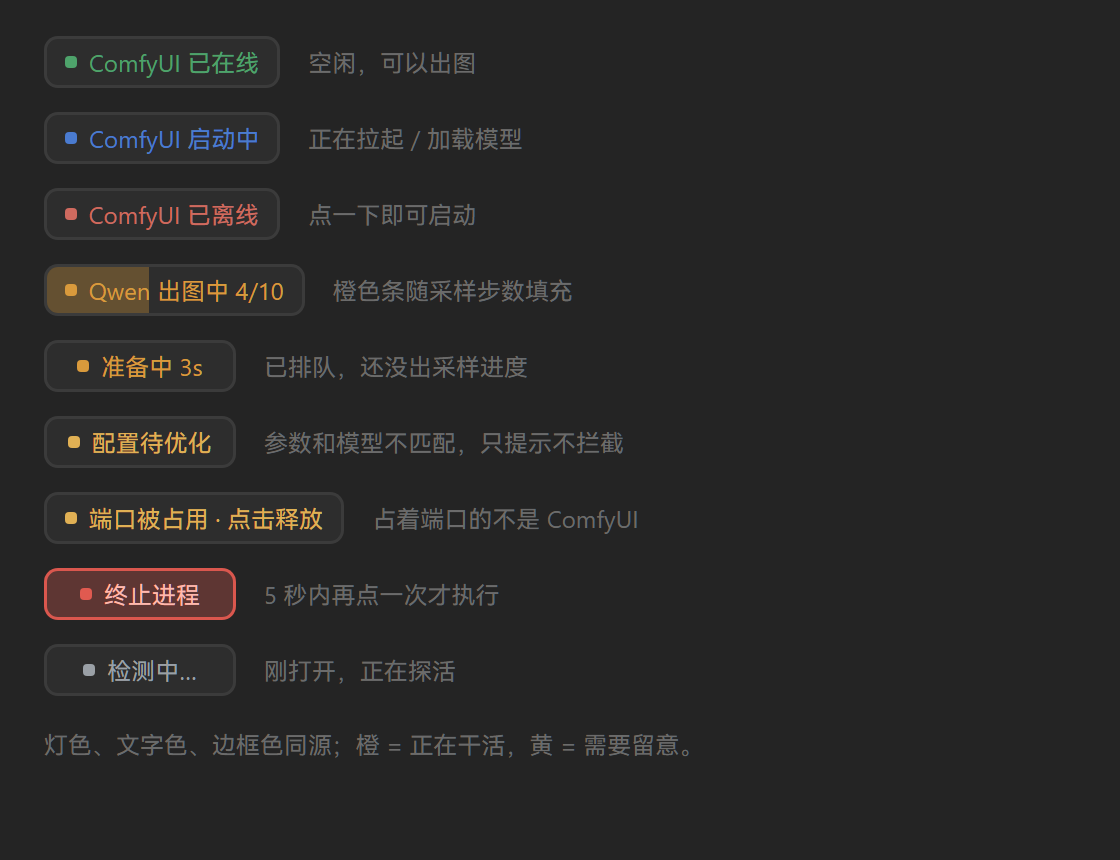 ComfyUI 已在线 空闲，可以出图
ComfyUI 启动中 正在拉起 / 加载模型
ComfyUI 已离线 点一下即可启动
Qwen 出图中 4/10 橙色条随采样步数填充
准备中 3s 已排队，还没出采样进度
配置待优化 参数和模型不匹配，只提示不拦截
端口被占用 · 点击释放 占着端口的不是 ComfyUI
终止进程 5 秒内再点一次才执行
检测中... 刚打开，正在探活
灯色、文字色、边框色同源；橙 = 正在干活，黄 = 需要留意。